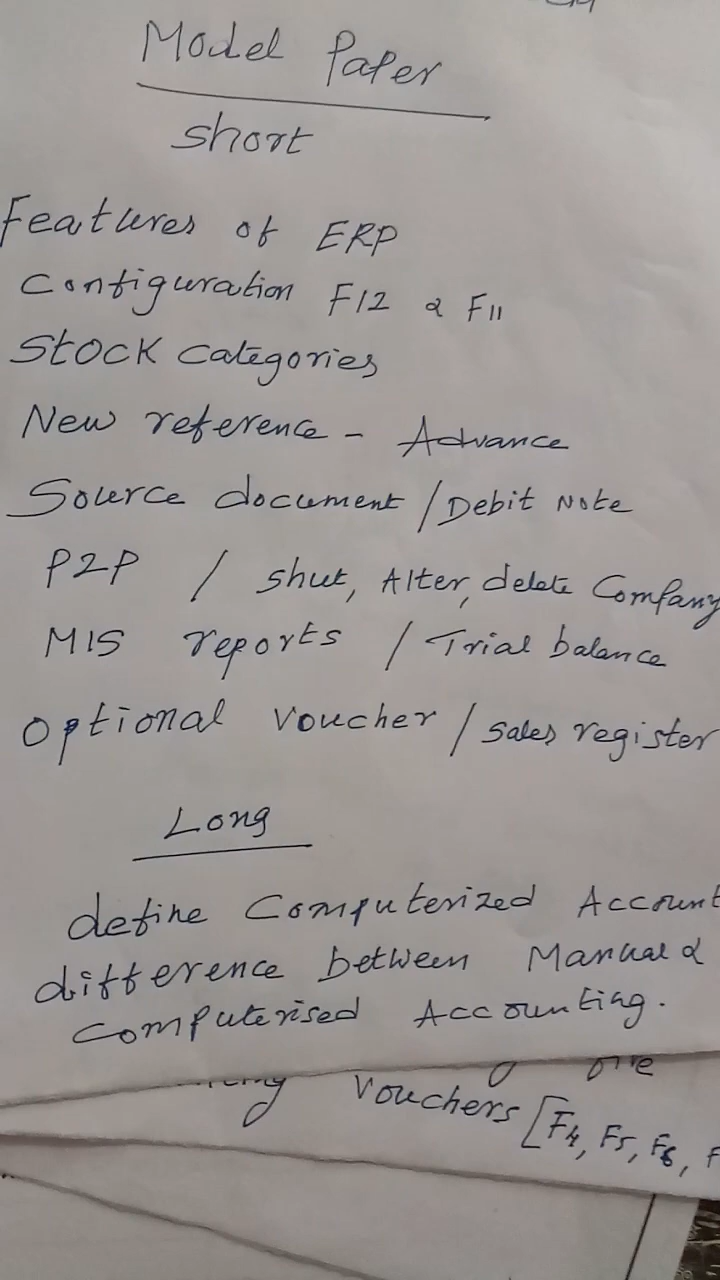 Model Paper
short
Features of ERP
Configuration F12 & F11
Stock Categories
New reference - Advance
Source document / Debit Note
P2P / shut, Alter, delete Company
MIS reports / Trial balance
Optional Voucher / Sales register
Long
define Computerized Account
difference between Manual &
Computerised Accounting.
Vouchers [F4, F5, F6, F